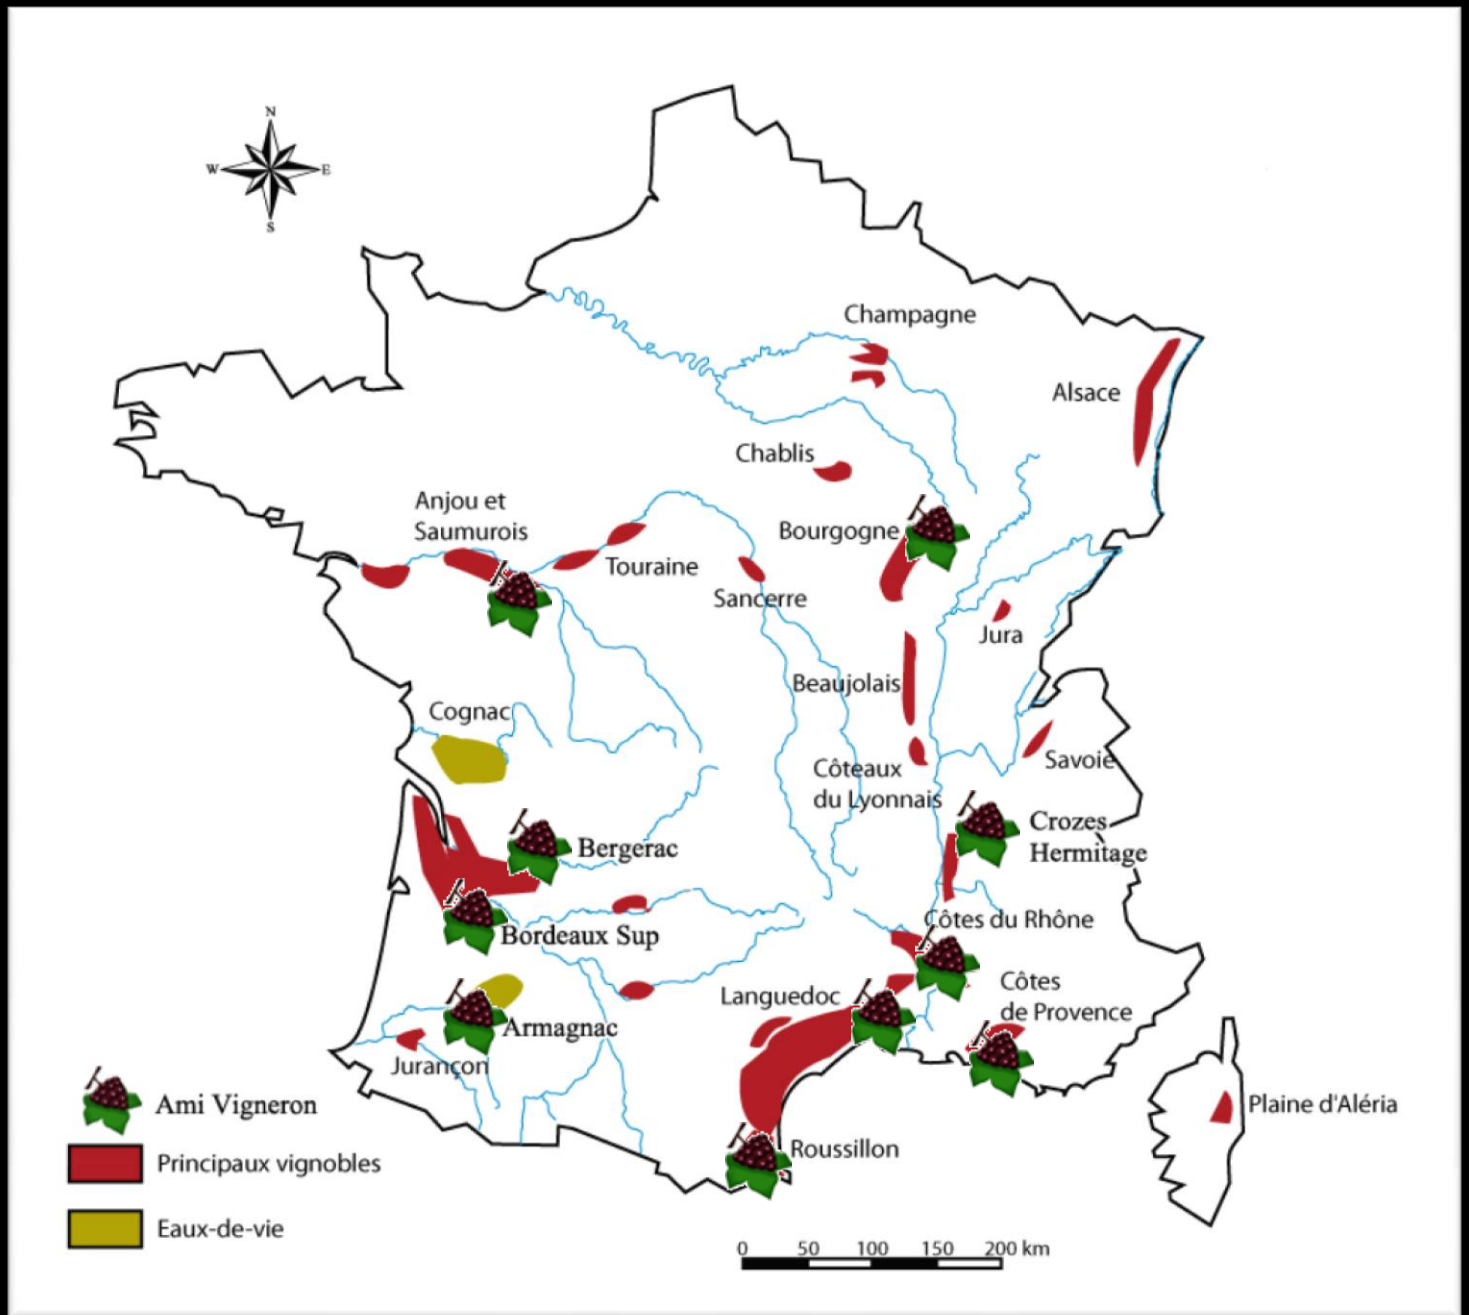 N
W
E
S
Champagne
Alsace
Chablis
Anjou et
Saumurois
Bourgogne
Touraine
Sancerre
Jura
Beaujolais
Cognac
Savoie
Côteaux
du Lyonnais
Crozes
Hermitage
Bergerac
Côtes du Rhône
Bordeaux Sup
Côtes
de Provence
Languedoc
Armagnac
Jurançon
Ami Vigneron
Plaine d'Aléria
Roussillon
Principaux vignobles
Eaux-de-vie
0 50 100 150 200 km